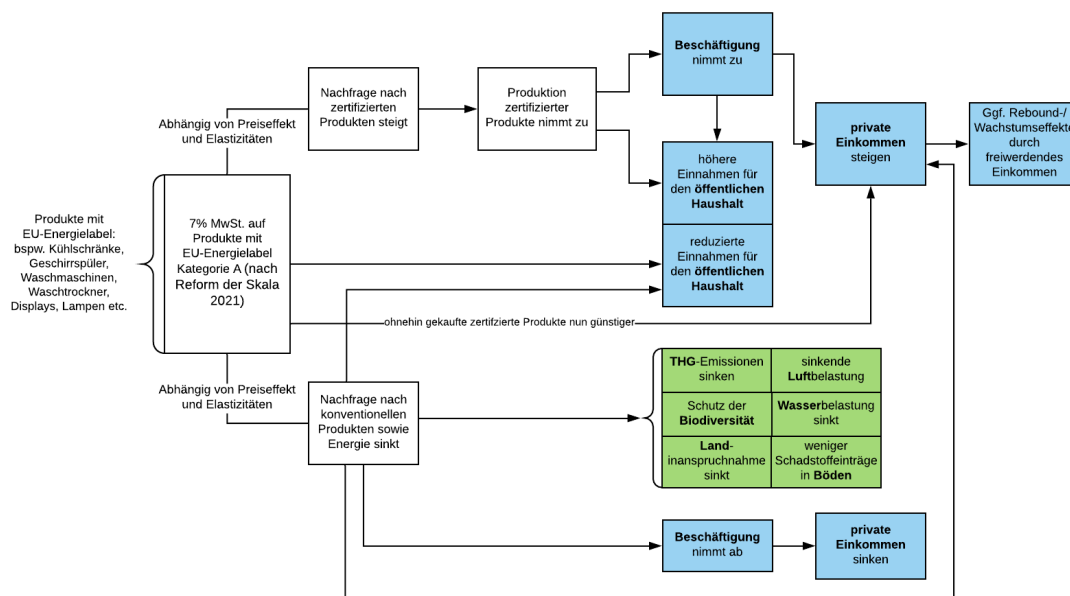 Produkte mit
EU-Energielabel:
bspw. Kühlschränke,
Geschirrspüler,
Waschmaschinen,
Waschtrockner,
Displays, Lampen etc.
7% MwSt. auf
Produkte mit
EU-Energielabel
Kategorie A (nach
Reform der Skala
2021)
Abhängig von Preiseffekt
und Elastizitäten
Nachfrage nach
zertifizierten
Produkten steigt
Produktion
zertifizierter
Produkte nimmt zu
Beschäftigung
nimmt zu
höhere
Einnahmen für
den öffentlichen
Haushalt
reduzierte
Einnahmen für
den öffentlichen
Haushalt
private
Einkommen
steigen
Ggf. Rebound-/
Wachstumseffekte
durch
freiwerdendes
Einkommen
ohnehin gekaufte zertifzierte Produkte nun günstiger
Abhängig von Preiseffekt
und Elastizitäten
Nachfrage nach
konventionellen
Produkten sowie
Energie sinkt
THG-Emissionen
sinken
sinkende
Luftbelastung
Schutz der
Biodiversität
Wasserbelastung
sinkt
Land-
inanspruchnahme
sinkt
weniger
Schadstoffeinträge
in Böden
Beschäftigung
nimmt ab
private
Einkommen
sinken